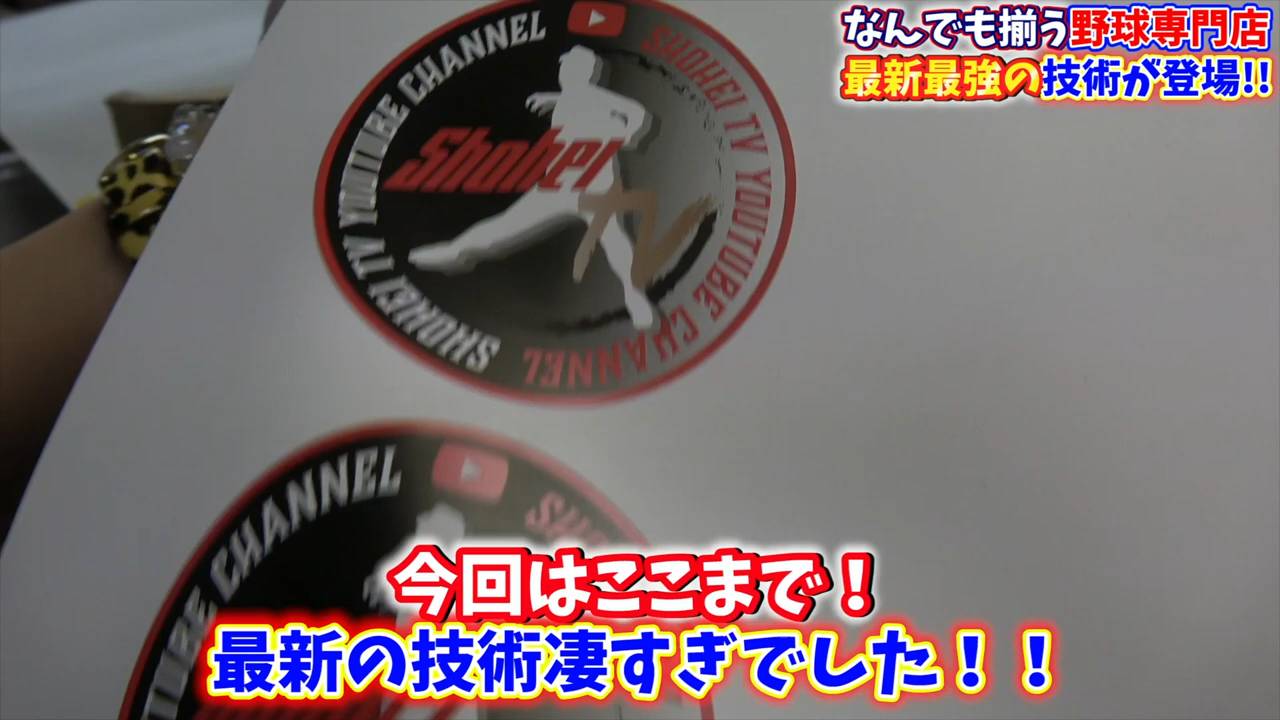 なんでも揃う野球専門店
最新最強の技術が登場!!
SHOHEI TV YOUTUBE CHANNEL
SHOHEI TV YOUTUBE CHANNEL
Shohei
TV
UTUBE CHANNEL
今回はここまで！
最新の技術凄すぎでした！！